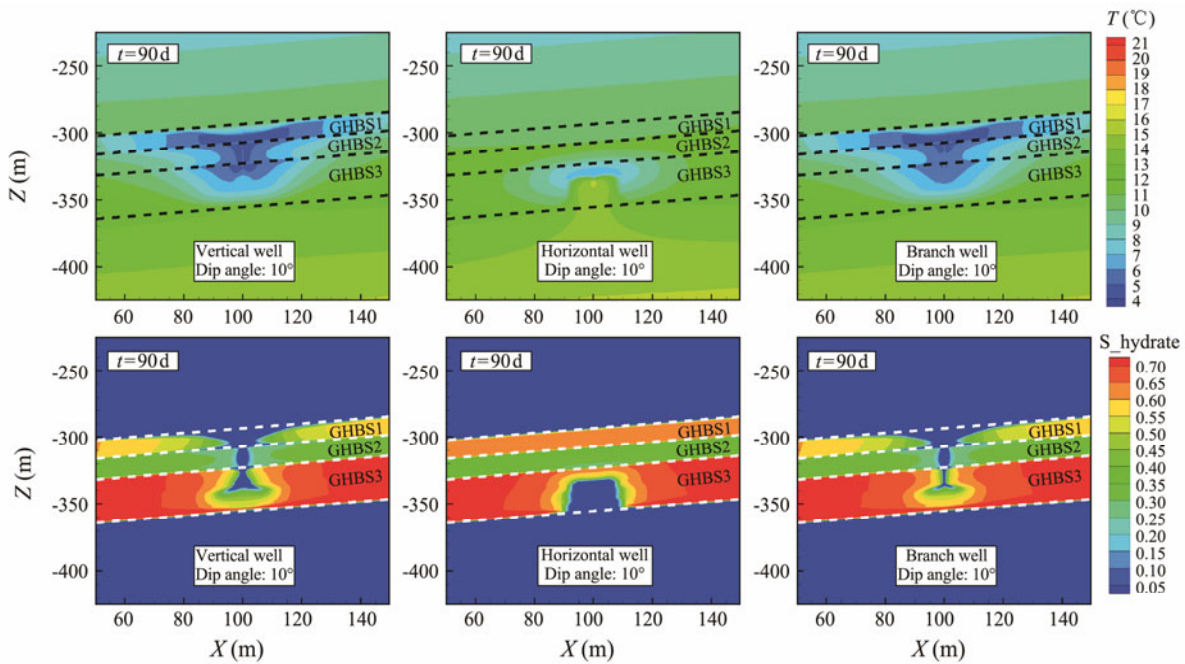 T (℃)
t=90d
t=90d
t=90d
21
20
19
18
17
16
14
13
12
11
10
9
8
7
6
5
4
-250
-300
-350
-400
Z (m)
GHBS1
GHBS2
GHBS3
Vertical well
Dip angle: 10°
60 80 100 120 140
-250
-300
-350
-400
GHBS1
GHBS2
GHBS3
Horizontal well
Dip angle: 10°
60 80 100 120 140
-250
-300
-350
-400
GHBS1
GHBS2
GHBS3
Branch well
Dip angle: 10°
60 80 100 120 140
S_hydrate
0.70
0.65
0.60
0.55
0.50
0.45
0.40
0.35
0.30
0.25
0.20
0.15
0.10
0.05
t=90d
-250
-300
-350
-400
Z (m)
GHBS1
GHBS2
GHBS3
Vertical well
Dip angle: 10°
60 80 100 120 140
X (m)
t=90d
-250
-300
-350
-400
GHBS1
GHBS2
GHBS3
Horizontal well
Dip angle: 10°
60 80 100 120 140
X (m)
t=90d
-250
-300
-350
-400
GHBS1
GHBS2
GHBS3
Branch well
Dip angle: 10°
60 80 100 120 140
X (m)